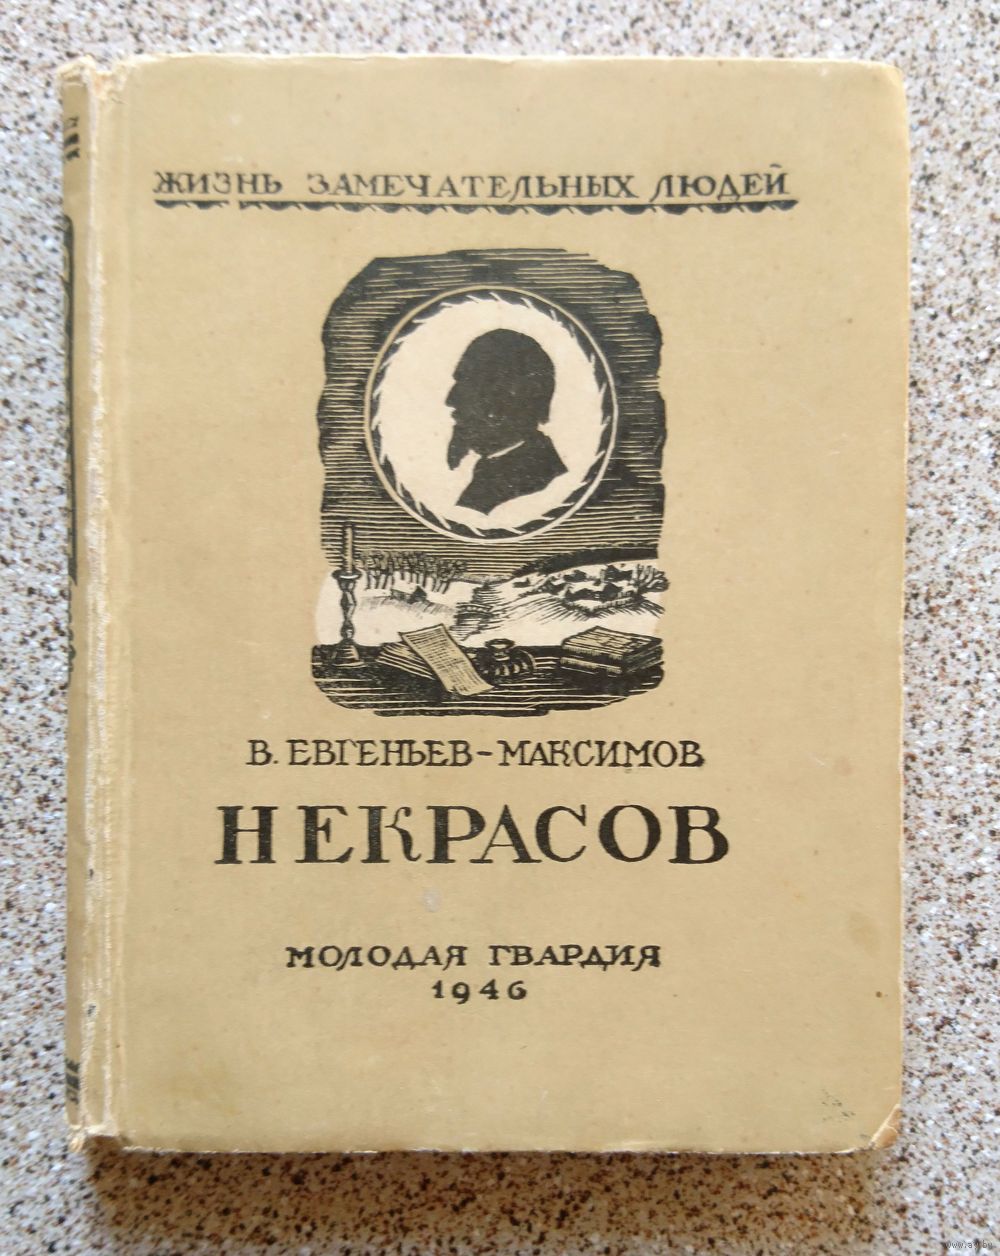 ЖИЗНЬ ЗАМЕЧАТЕЛЬНЫХ ЛЮДЕЙ
В. ЕВГЕНЬЕВ-МАКСИМОВ
НЕКРАСОВ
МОЛОДАЯ ГВАРДИЯ
1946